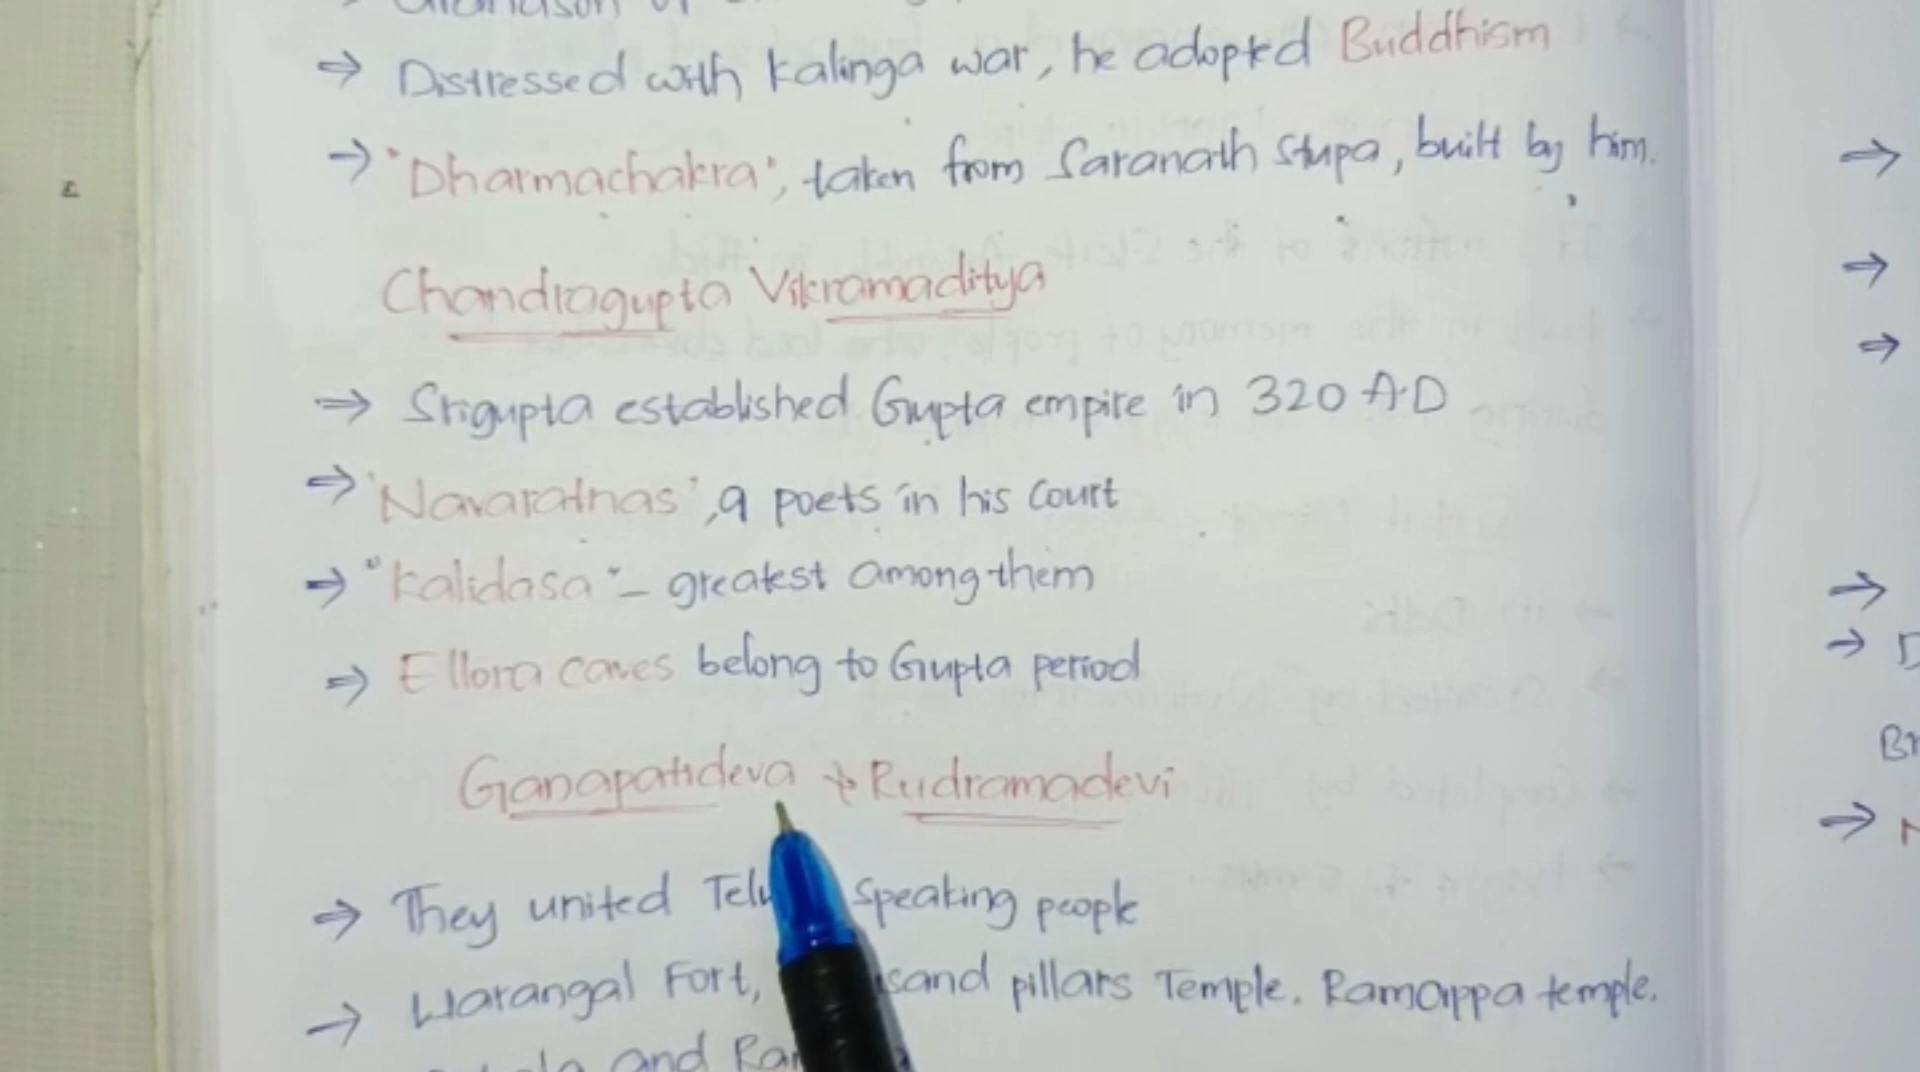 ⇒ Distressed with Kalinga war, he adopted Buddhism
→ 'Dharmachakra', taken from Saranath Stupa, built by him.
Chandragupta Vikramaditya
⇒ Srigupta established Gupta empire in 320 A.D
⇒ 'Navaratnas', 9 poets in his Court
⇒ "Kalidasa" - greatest among them
⇒ Ellora caves belong to Gupta period
Ganapatideva & Rudramadevi
⇒ They united Speaking people
→ Warangal Fort, pillars Temple. Ramappa temple.
and